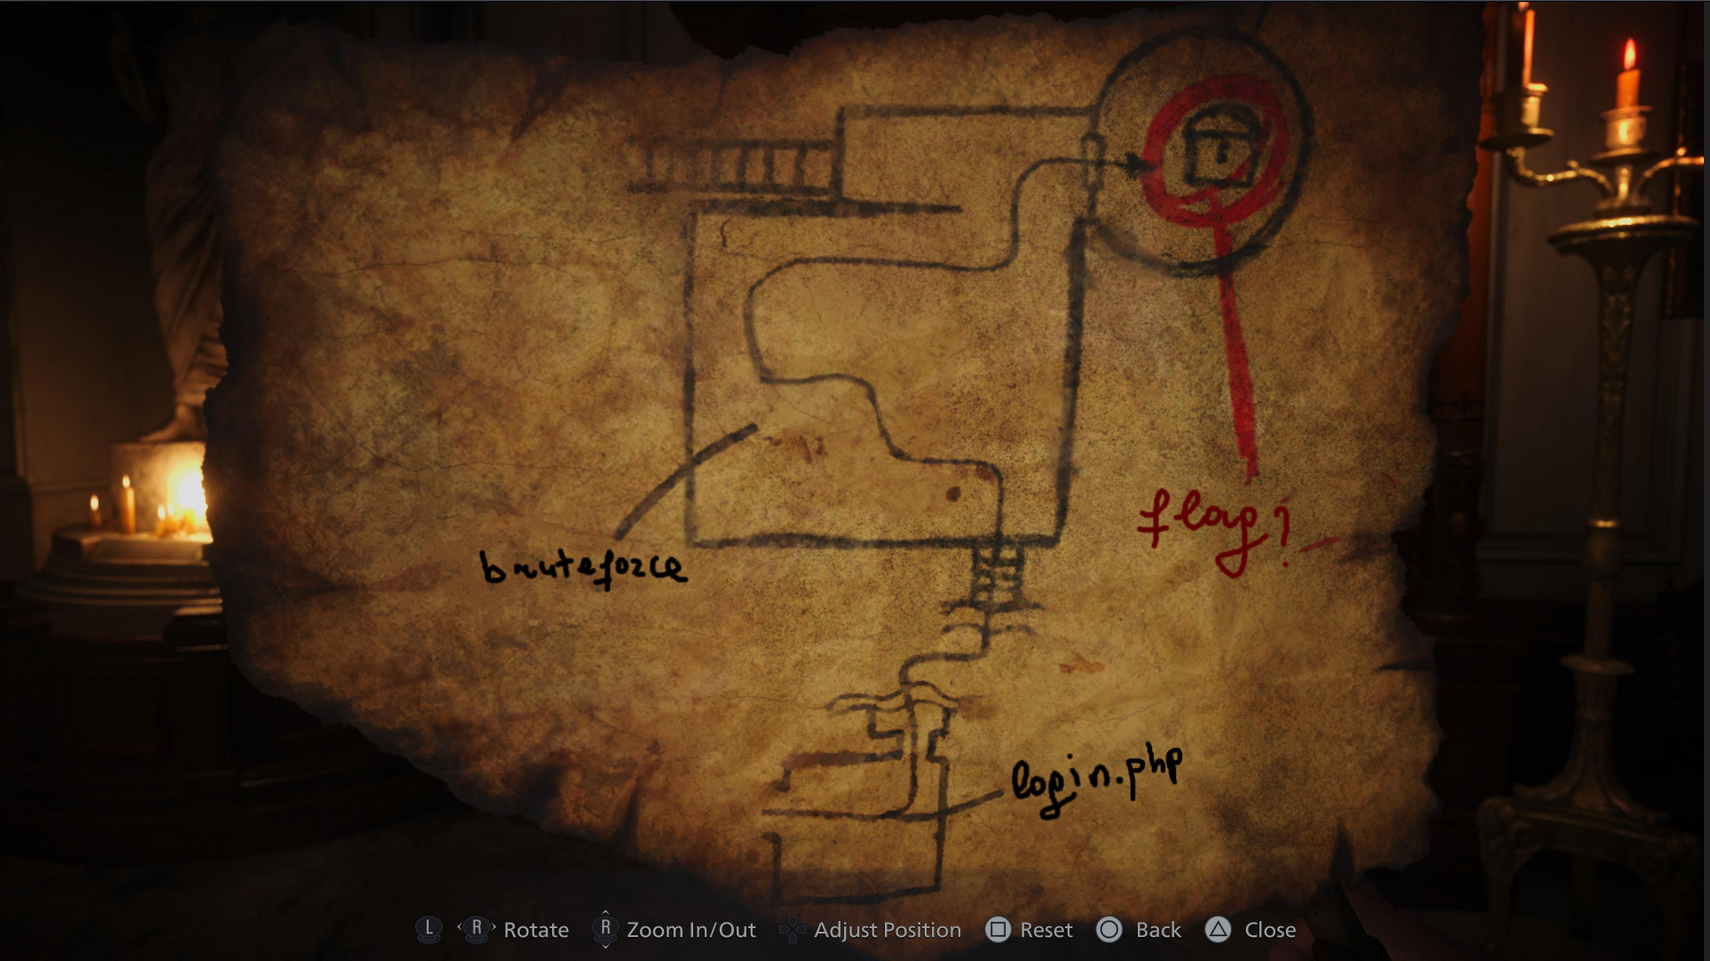 flag?
bruteforce
login.php
L R Rotate R Zoom In/Out Adjust Position Reset Back Close